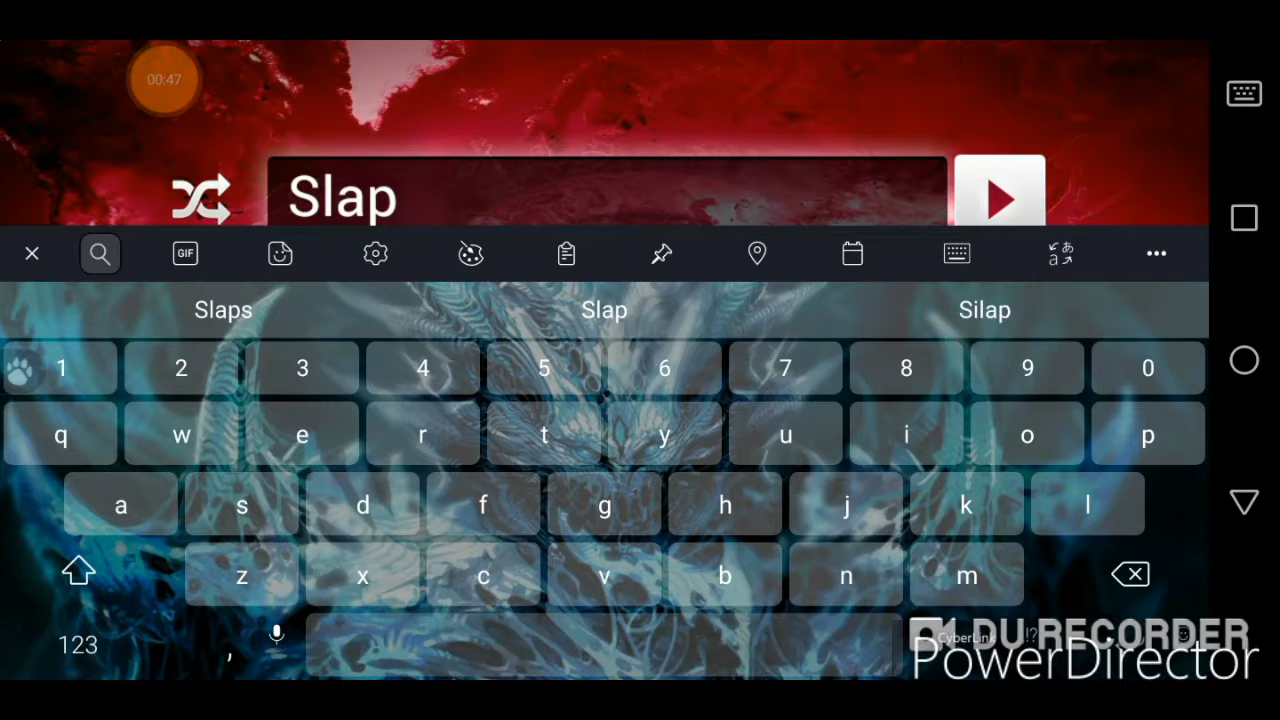 00:47
Slap
GIF
Slaps Slap Silap
1 2 3 4 5 6 7 8 9 0
q w e r t y u i o p
a s d f g h j k l
z x c v b n m
123 ,
!?
DU RECORDER
CyberLink
PowerDirector